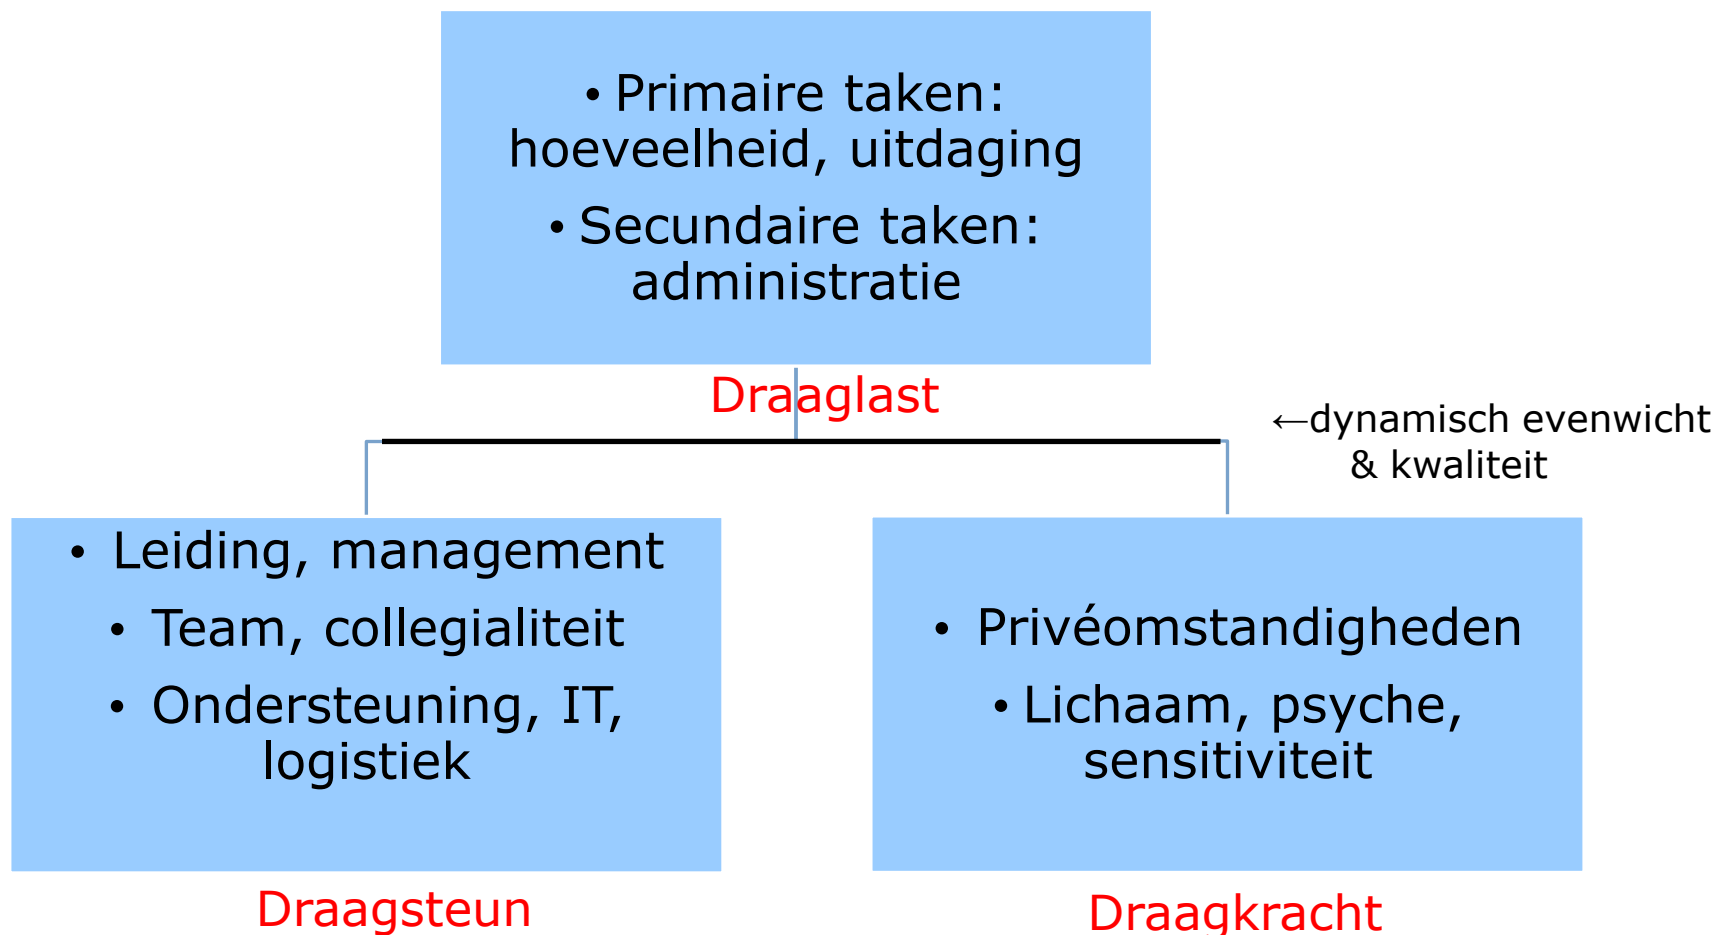 • Primaire taken:
hoeveelheid, uitdaging
• Secundaire taken:
administratie
Draaglast
←dynamisch evenwicht
& kwaliteit
• Leiding, management
• Team, collegialiteit
• Ondersteuning, IT,
logistiek
Draagsteun
• Privéomstandigheden
• Lichaam, psyche,
sensitiviteit
Draagkracht